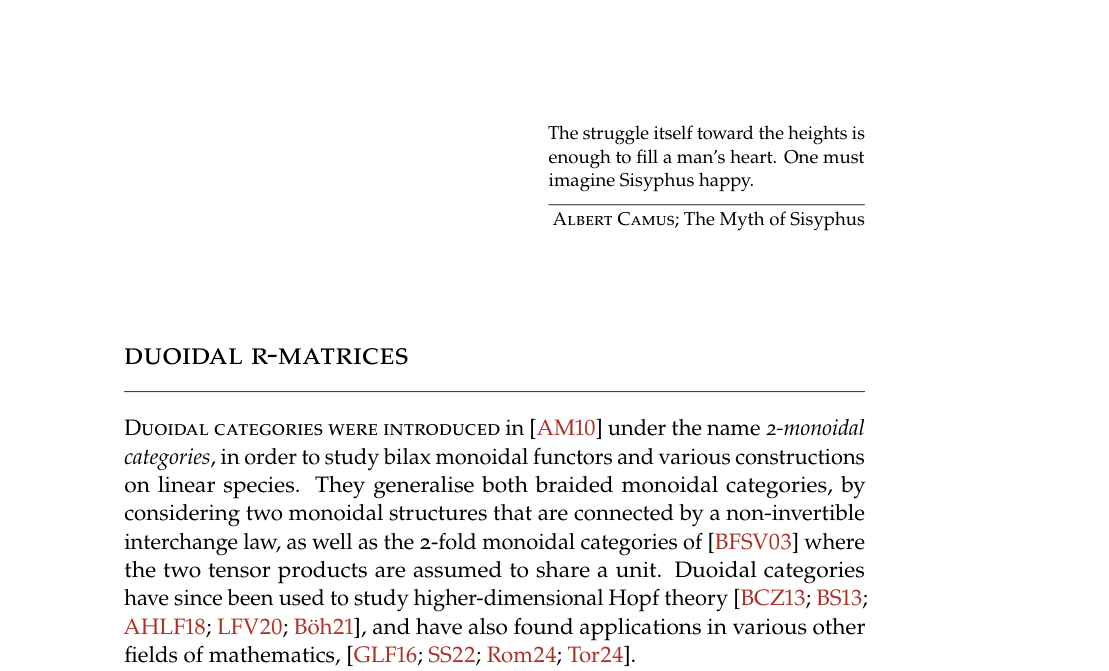 The struggle itself toward the heights is
enough to fill a man's heart. One must
imagine Sisyphus happy.
Albert Camus; The Myth of Sisyphus
duoidal r-matrices
Duoidal categories were introduced in [AM10] under the name 2-monoidal
categories, in order to study bilax monoidal functors and various constructions
on linear species. They generalise both braided monoidal categories, by
considering two monoidal structures that are connected by a non-invertible
interchange law, as well as the 2-fold monoidal categories of [BFSV03] where
the two tensor products are assumed to share a unit. Duoidal categories
have since been used to study higher-dimensional Hopf theory [BCZ13; BS13;
AHLF18; LFV20; Böh21], and have also found applications in various other
fields of mathematics, [GLF16; SS22; Rom24; Tor24].